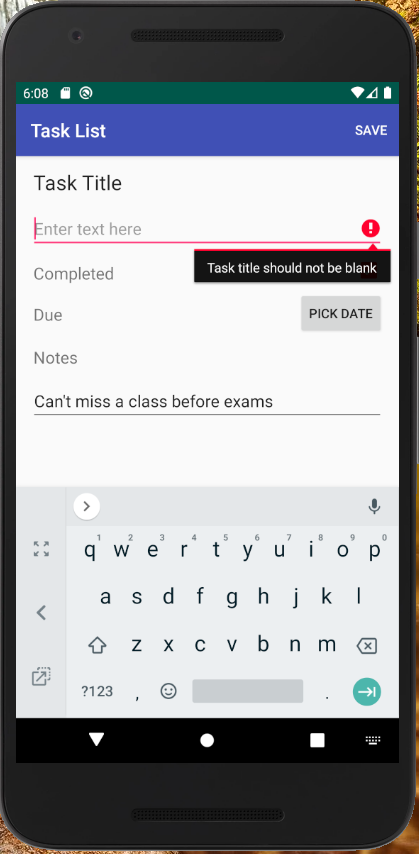 6:08
Task List SAVE
Task Title
Enter text here
Task title should not be blank
Completed
Due PICK DATE
Notes
Can't miss a class before exams
1 2 3 4 5 6 7 8 9 0
q w e r t y u i o p
a s d f g h j k l
z x c v b n m
?123 , .